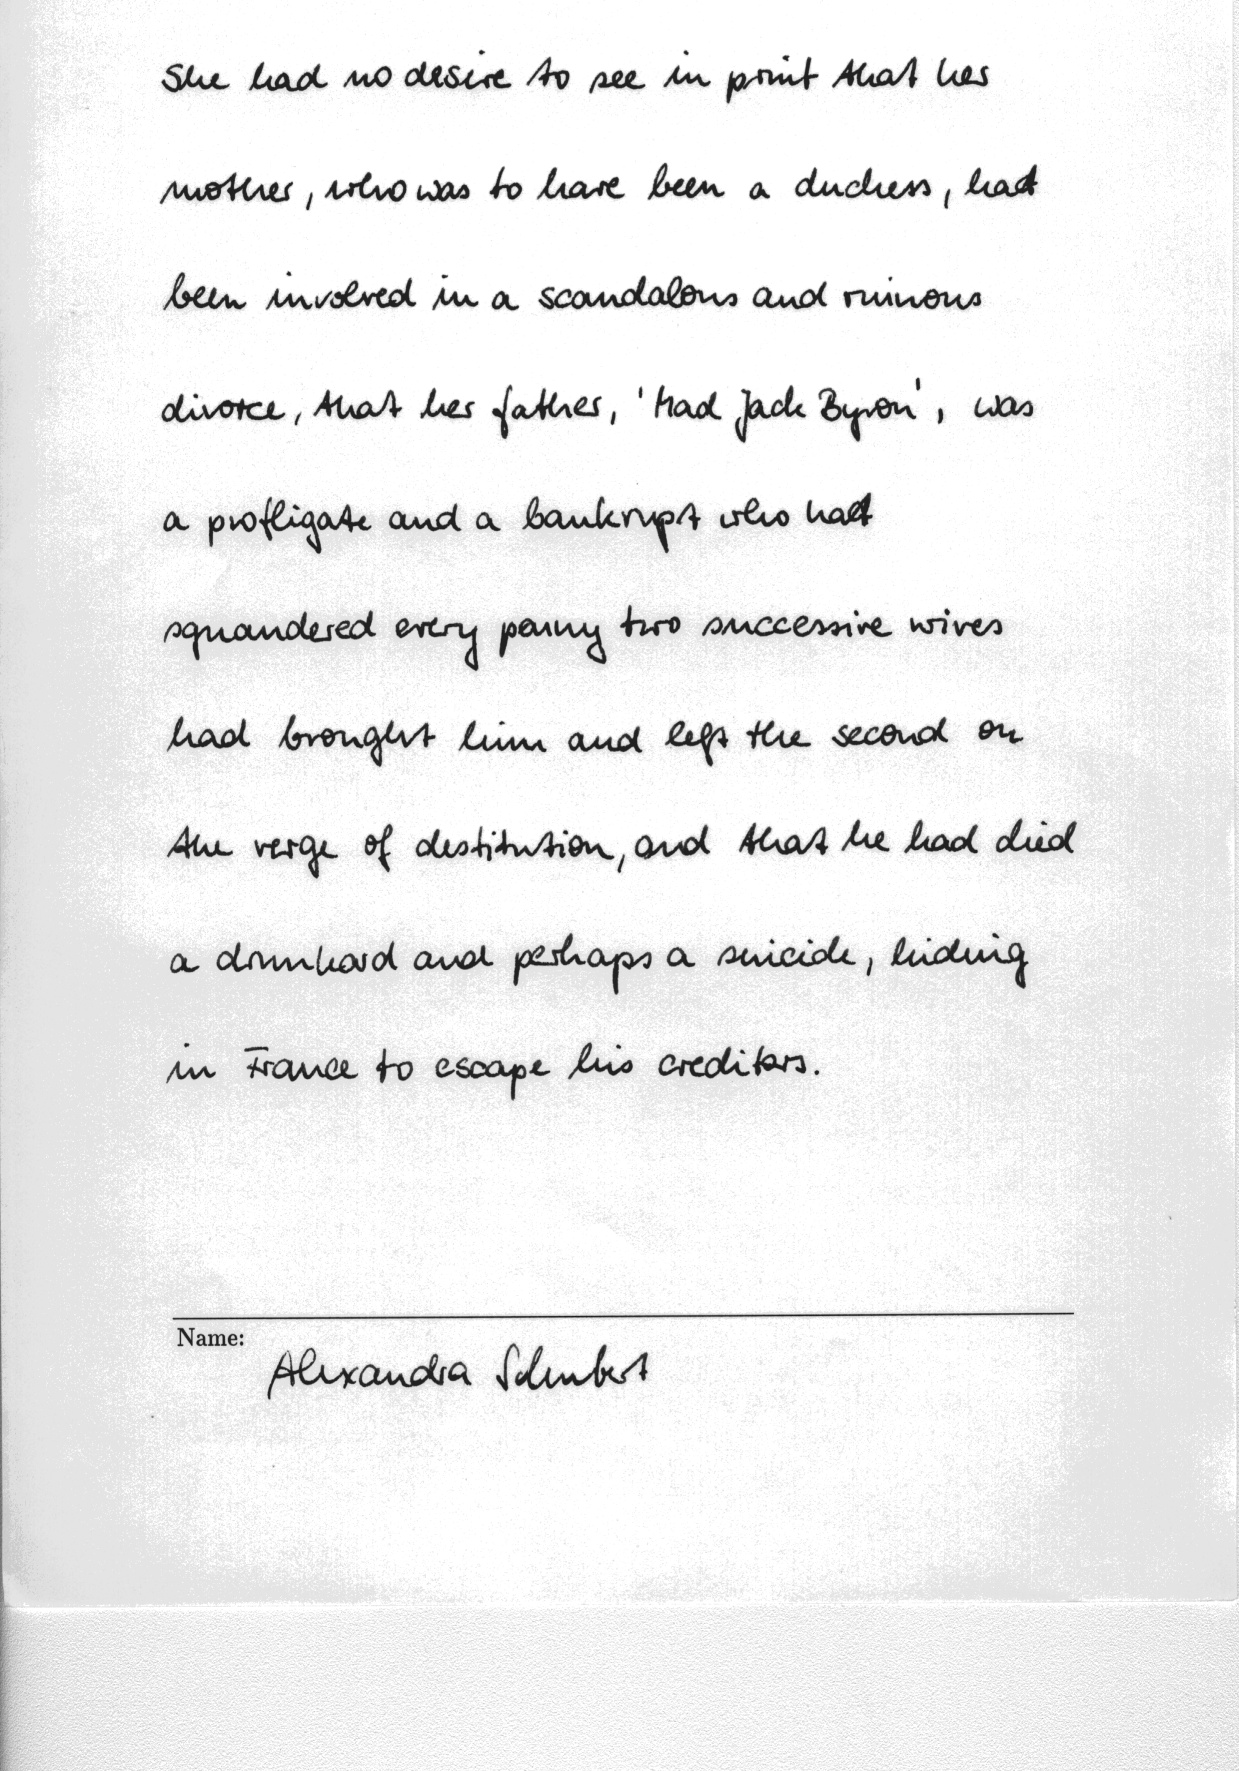 She had no desire to see in print that her
mother, who was to have been a duchess, had
been involved in a scandalous and ruinous
divorce, that her father, 'Mad Jack Byron', was
a profligate and a bankrupt who had
squandered every penny two successive wives
had brought him and left the second on
the verge of destitution, and that he had died
a drunkard and perhaps a suicide, hiding
in France to escape his creditors.
Name:
Alexandra Schubert